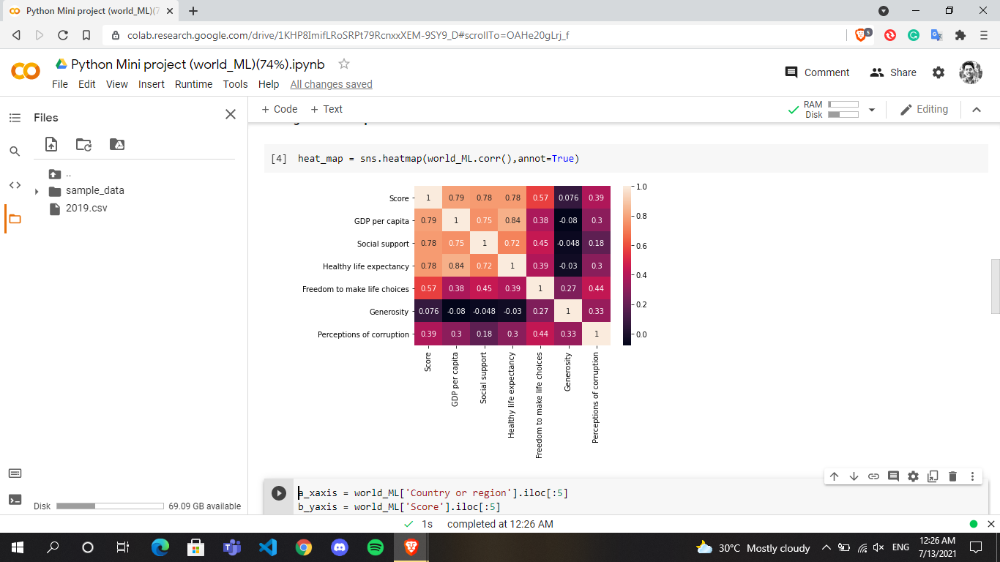 Python Mini project (world_ML)(7
colab.research.google.com/drive/1KHP8ImifLRoSRPt79RcnxxXEM-9SY9_D#scrollTo=OAHe20gLrj_f
5
Python Mini project (world_ML)(74%).ipynb
File Edit View Insert Runtime Tools Help All changes saved
Comment Share
Files
+ Code + Text
RAM
Disk
Editing
..
sample_data
2019.csv
[4] heat_map = sns.heatmap(world_ML.corr(),annot=True)
Score 1 0.79 0.78 0.78 0.57 0.076 0.39
GDP per capita 0.79 1 0.75 0.84 0.38 -0.08 0.3
Social support 0.78 0.75 1 0.72 0.45 -0.048 0.18
Healthy life expectancy 0.78 0.84 0.72 1 0.39 -0.03 0.3
Freedom to make life choices 0.57 0.38 0.45 0.39 1 0.27 0.44
Generosity 0.076 -0.08 -0.048 -0.03 0.27 1 0.33
Perceptions of corruption 0.39 0.3 0.18 0.3 0.44 0.33 1
1.0
0.8
0.6
0.4
0.2
0.0
Score
GDP per capita
Social support
Healthy life expectancy
Freedom to make life choices
Generosity
Perceptions of corruption
a_xaxis = world_ML['Country or region'].iloc[:5]
b_yaxis = world_ML['Score'].iloc[:5]
Disk 69.09 GB available
1s completed at 12:26 AM
30°C Mostly cloudy
ENG
12:26 AM
7/13/2021